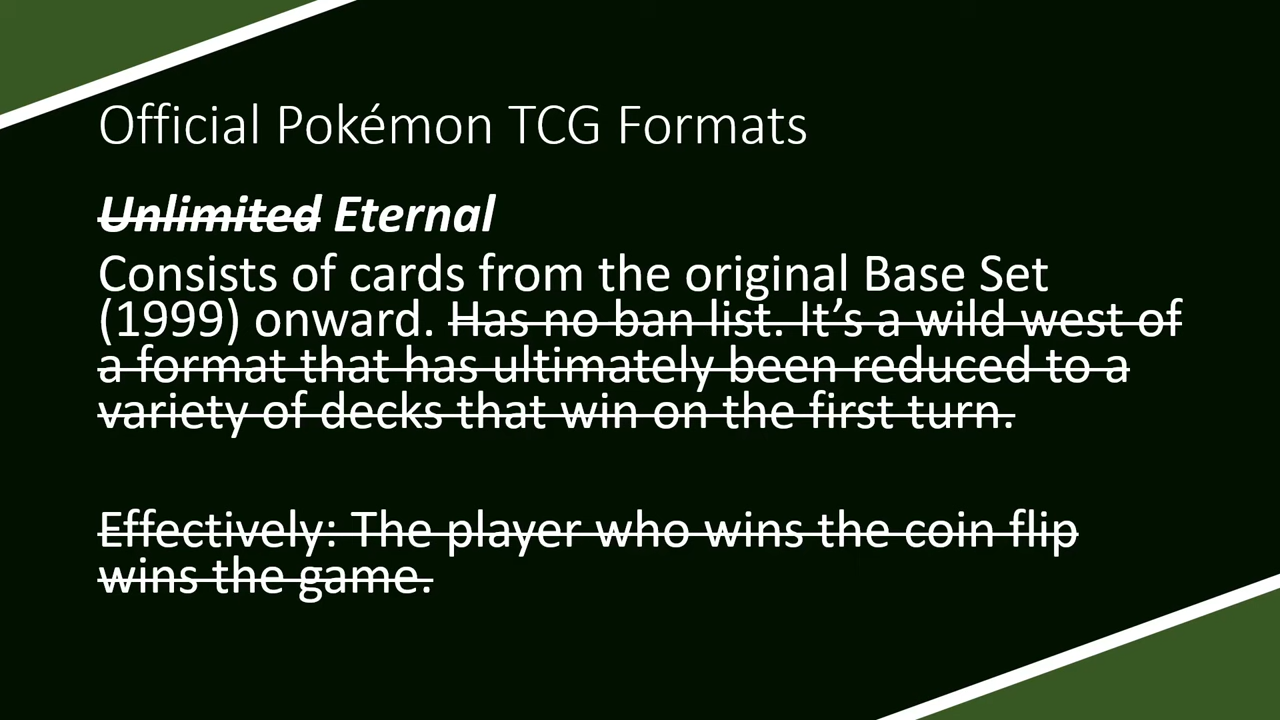 Official Pokémon TCG Formats
Unlimited Eternal
Consists of cards from the original Base Set
(1999) onward. Has no ban list. It’s a wild west of
a format that has ultimately been reduced to a
variety of decks that win on the first turn.
Effectively: The player who wins the coin flip
wins the game.